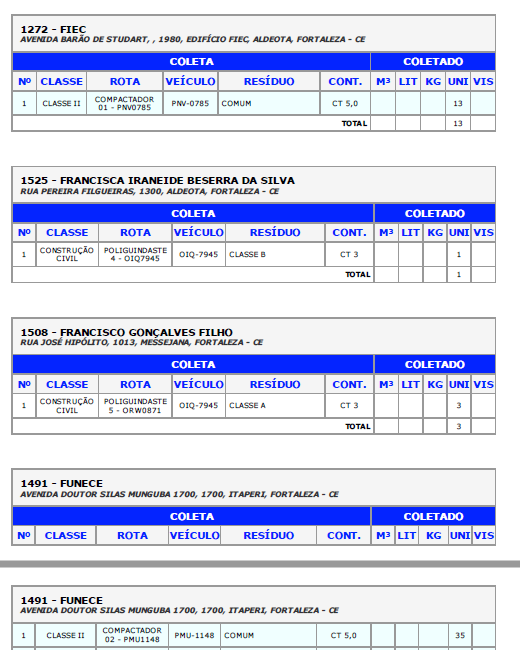 1272 - FIEC
AVENIDA BARÃO DE STUDART, , 1980, EDIFÍCIO FIEC, ALDEOTA, FORTALEZA - CE
COLETA COLETADO
Nº CLASSE ROTA VEÍCULO RESÍDUO CONT. M³ LIT KG UNI VIS
1 CLASSE II COMPACTADOR 01 - PNV0785 PNV-0785 COMUM CT 5,0 13
TOTAL 13
1525 - FRANCISCA IRANEIDE BESERRA DA SILVA
RUA PEREIRA FILGUEIRAS, 1300, ALDEOTA, FORTALEZA - CE
COLETA COLETADO
Nº CLASSE ROTA VEÍCULO RESÍDUO CONT. M³ LIT KG UNI VIS
1 CONSTRUÇÃO CIVIL POLIGUINDASTE 4 - OIQ7945 OIQ-7945 CLASSE B CT 3 1
TOTAL 1
1508 - FRANCISCO GONÇALVES FILHO
RUA JOSÉ HIPÓLITO, 1013, MESSEJANA, FORTALEZA - CE
COLETA COLETADO
Nº CLASSE ROTA VEÍCULO RESÍDUO CONT. M³ LIT KG UNI VIS
1 CONSTRUÇÃO CIVIL POLIGUINDASTE 5 - ORW0871 OIQ-7945 CLASSE A CT 3 3
TOTAL 3
1491 - FUNECE
AVENIDA DOUTOR SILAS MUNGUBA 1700, 1700, ITAPERI, FORTALEZA - CE
COLETA COLETADO
Nº CLASSE ROTA VEÍCULO RESÍDUO CONT. M³ LIT KG UNI VIS
1491 - FUNECE
AVENIDA DOUTOR SILAS MUNGUBA 1700, 1700, ITAPERI, FORTALEZA - CE
1 CLASSE II COMPACTADOR 02 - PMU1148 PMU-1148 COMUM CT 5,0 35